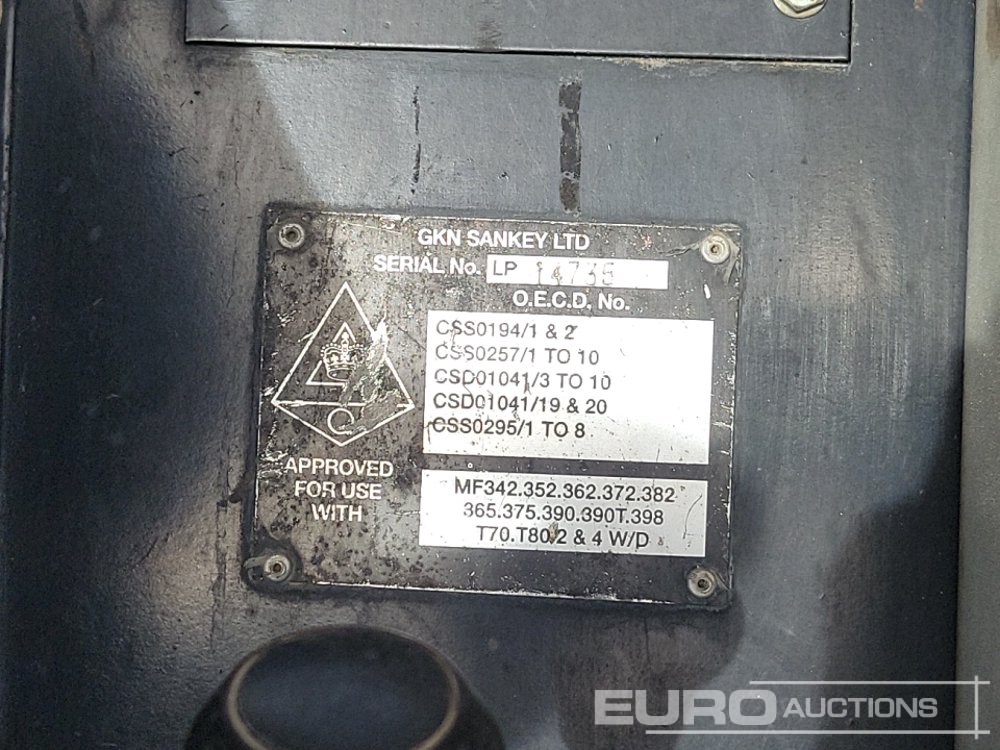 GKN SANKEY LTD
SERIAL No. LP 14735
O.E.C.D. No.
CSS0194/1 & 2
CSS0257/1 TO 10
CSD01041/3 TO 10
CSD01041/19 & 20
CSS0295/1 TO 8
APPROVED
FOR USE
WITH
MF342.352.362.372.382
365.375.390.390T.398
T70.T80.2 & 4 W/D
EURO AUCTIONS